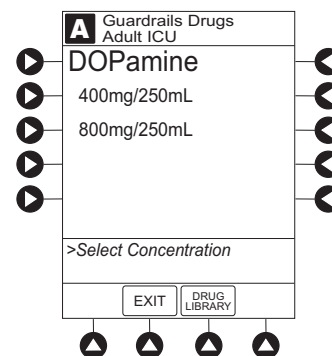 A
Guardrails Drugs
Adult ICU
DOPamine
400mg/250mL
800mg/250mL
>Select Concentration
EXIT
DRUG
LIBRARY